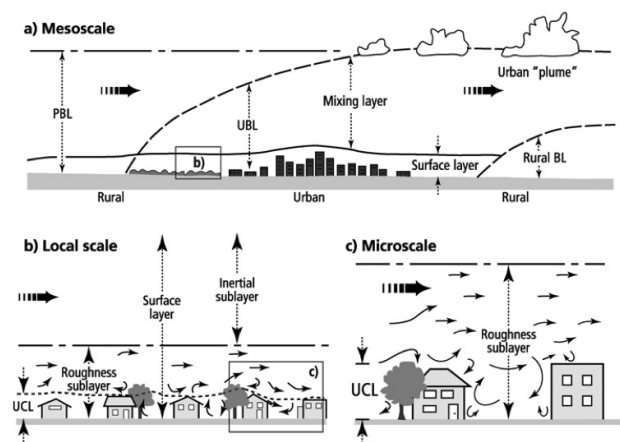 a) Mesoscale
Urban "plume"
PBL
Mixing layer
UBL
b)
Surface layer
Rural BL
Rural
Urban
Rural
b) Local scale
Surface
layer
Inertial
sublayer
Roughness
sublayer
c)
UCL
c) Microscale
Roughness
sublayer
UCL